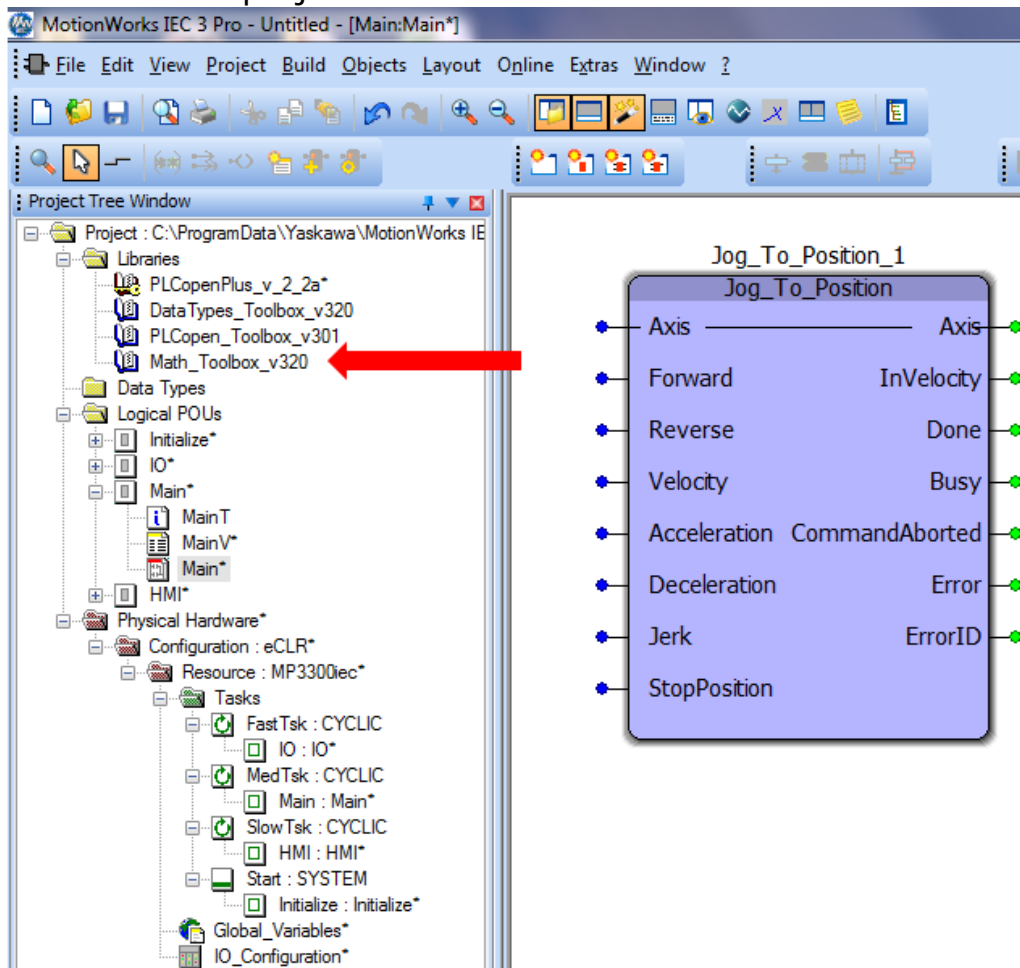 MotionWorks IEC 3 Pro - Untitled - [Main:Main*]
File Edit View Project Build Objects Layout Online Extras Window ?
Project Tree Window
Project : C:\ProgramData\Yaskawa\MotionWorks IE
Libraries
PLCopenPlus_v_2_2a*
DataTypes_Toolbox_v320
PLCopen_Toolbox_v301
Math_Toolbox_v320
Data Types
Logical POUs
Initialize*
IO*
Main*
MainT
MainV*
Main*
HMI*
Physical Hardware*
Configuration : eCLR*
Resource : MP3300iec*
Tasks
FastTsk : CYCLIC
IO : IO*
MedTsk : CYCLIC
Main : Main*
SlowTsk : CYCLIC
HMI : HMI*
Start : SYSTEM
Initialize : Initialize*
Global_Variables*
IO_Configuration*
Jog_To_Position_1
Jog_To_Position
Axis Axis
Forward InVelocity
Reverse Done
Velocity Busy
Acceleration CommandAborted
Deceleration Error
Jerk ErrorID
StopPosition